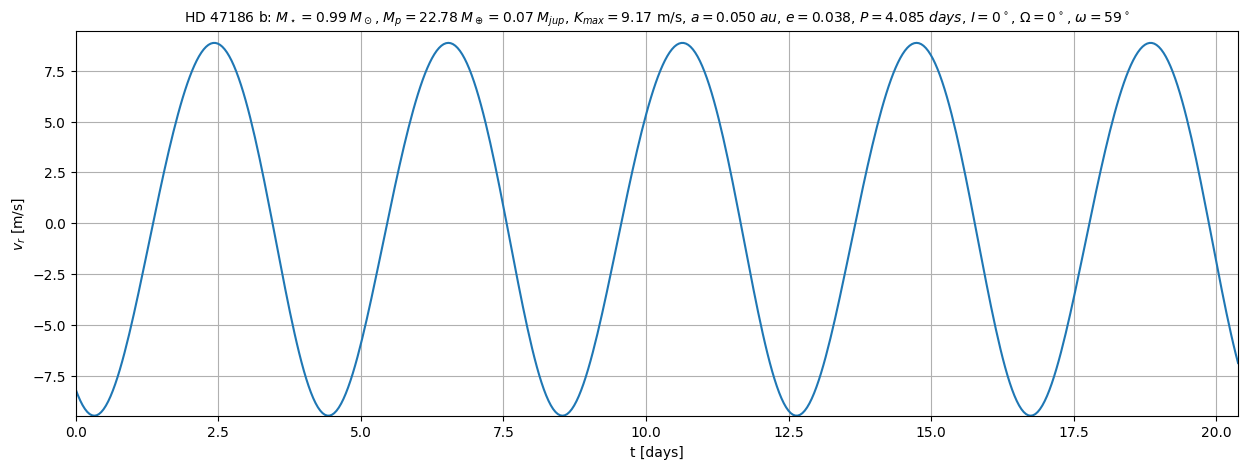 HD 47186 b: M⋆ = 0.99 M⊙, Mp = 22.78 M⊕ = 0.07 Mjup, Kmax = 9.17 m/s, a = 0.050 au, e = 0.038, P = 4.085 days, I = 0°, Ω = 0°, ω = 59°
7.5
5.0
2.5
0.0
−2.5
−5.0
−7.5
vr [m/s]
0.0 2.5 5.0 7.5 10.0 12.5 15.0 17.5 20.0
t [days]